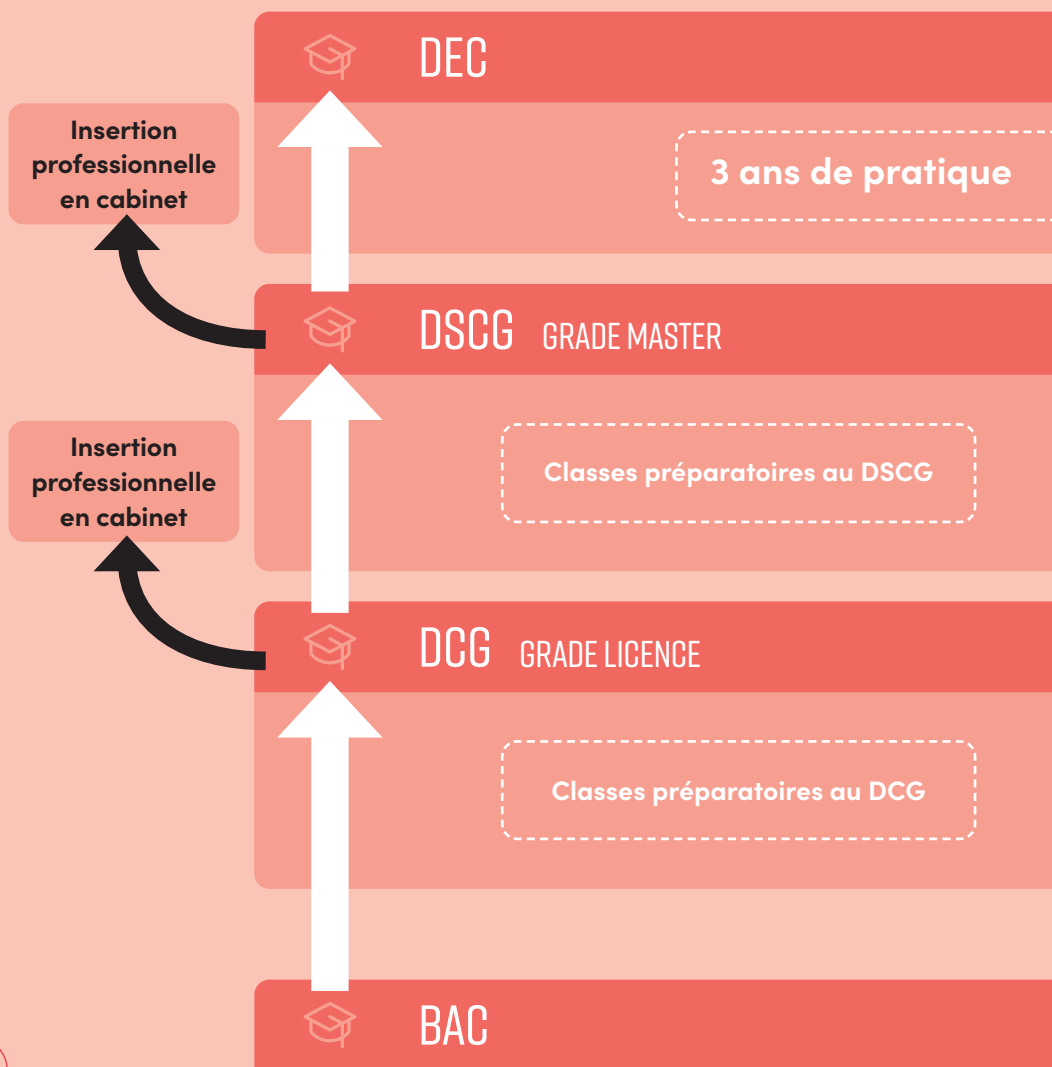 DEC
Insertion
professionnelle
en cabinet
3 ans de pratique
DSCG GRADE MASTER
Classes préparatoires au DSCG
Insertion
professionnelle
en cabinet
DCG GRADE LICENCE
Classes préparatoires au DCG
BAC